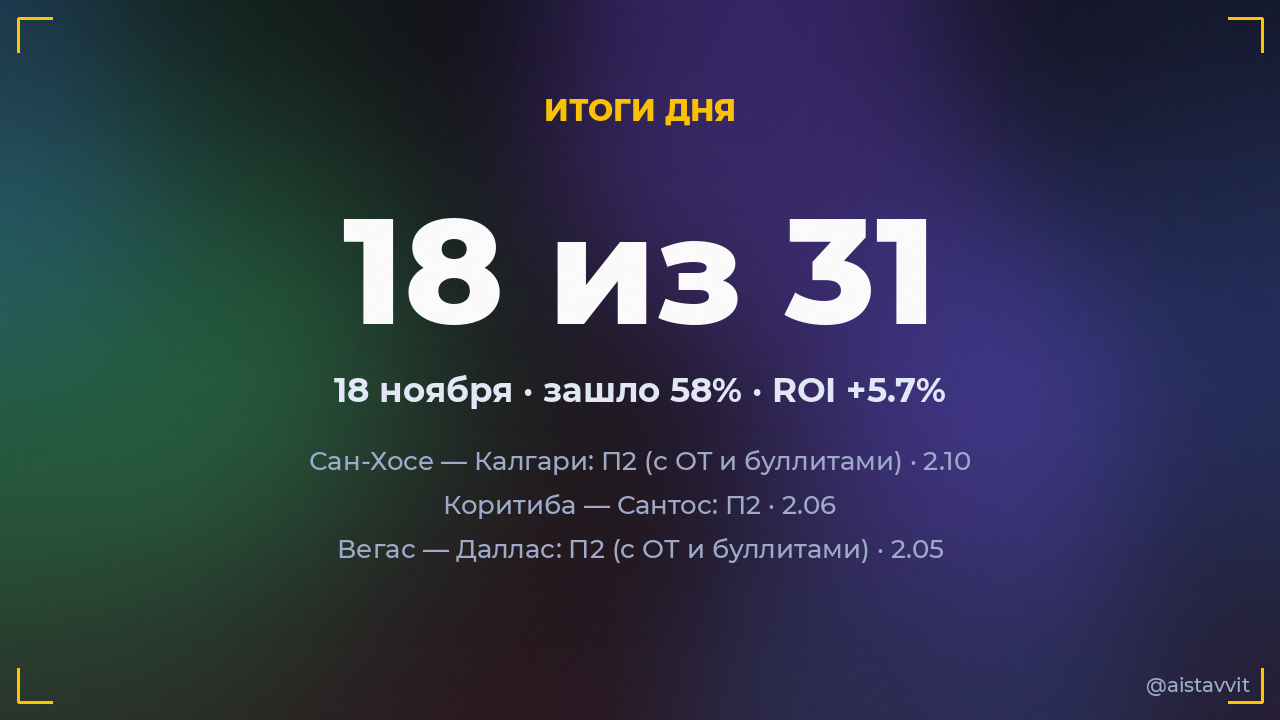 ИТОГИ ДНЯ
18 из 31
18 ноября · зашло 58% · ROI +5.7%
Сан-Хосе — Калгари: П2 (с ОТ и буллитами) · 2.10
Коритиба — Сантос: П2 · 2.06
Вегас — Даллас: П2 (с ОТ и буллитами) · 2.05
@aistavvit